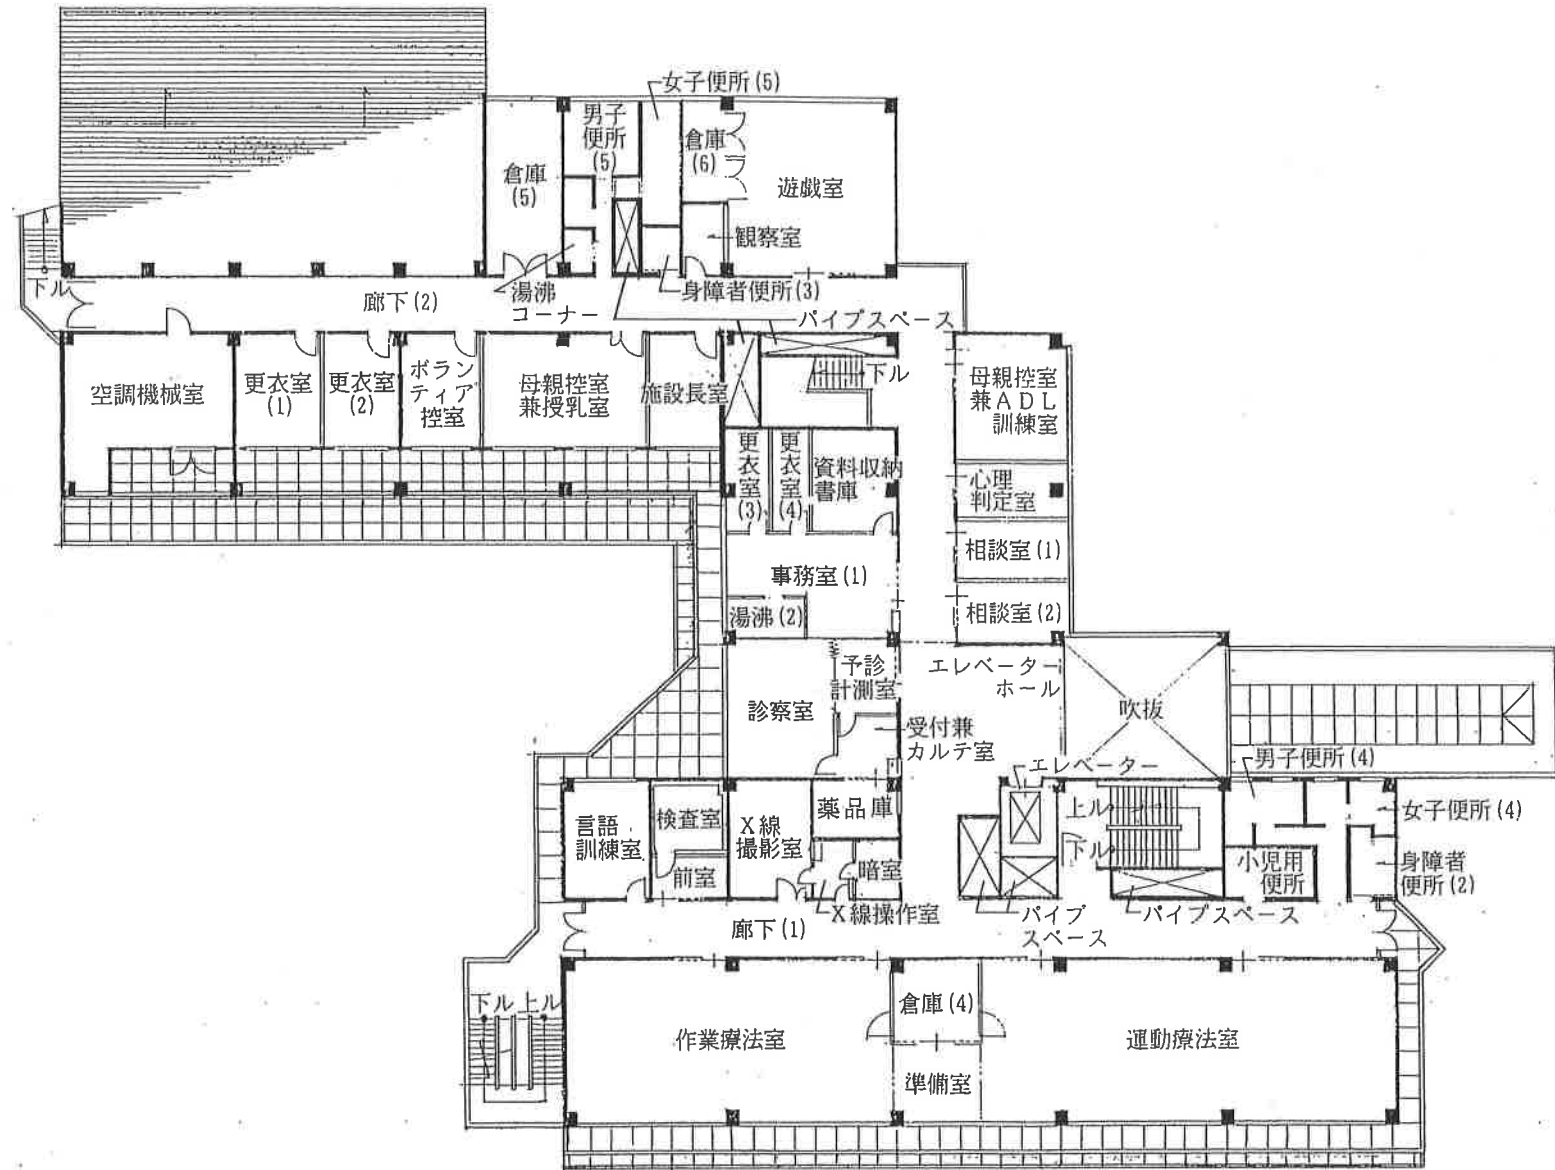 女子便所(5)
男子
便所
(5)
倉庫
(6)
倉庫
(5)
遊戯室
観察室
下ル
廊下(2)
湯沸
コーナー
身障者便所(3)
パイプスペース
空調機械室
更衣室
(1)
更衣室
(2)
ボラン
ティア
控室
母親控室
兼授乳室
施設長室
下ル
母親控室
兼ADL
訓練室
更衣室(3)
更衣室(4)
資料収納
書庫
心理
判定室
相談室(1)
事務室(1)
湯沸(2)
相談室(2)
予診
計測室
エレベーター
ホール
診察室
吹抜
受付兼
カルテ室
エレベーター
男子便所(4)
言語
訓練室
検査室
X線
撮影室
薬品庫
上ル
下ル
女子便所(4)
前室
暗室
小児用
便所
身障者
便所(2)
X線操作室
パイプ
スペース
パイプスペース
廊下(1)
下ル
上ル
倉庫(4)
作業療法室
運動療法室
準備室